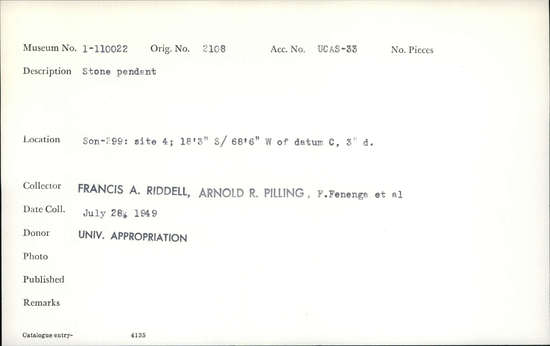 Museum No. 1-110022 Orig. No. 2108 Acc. No. UCAS-33 No. Pieces
Description Stone pendent
Location Son-299: site 4; 18'3" S/ 68'6" W of datum C, 3" d.
Collector FRANCIS A. RIDDELL, ARNOLD R. PILLING, F.Fenenga et al
Date Coll. July 28, 1949
Donor UNIV. APPROPRIATION
Photo
Published
Remarks
Catalogue entry- 4135